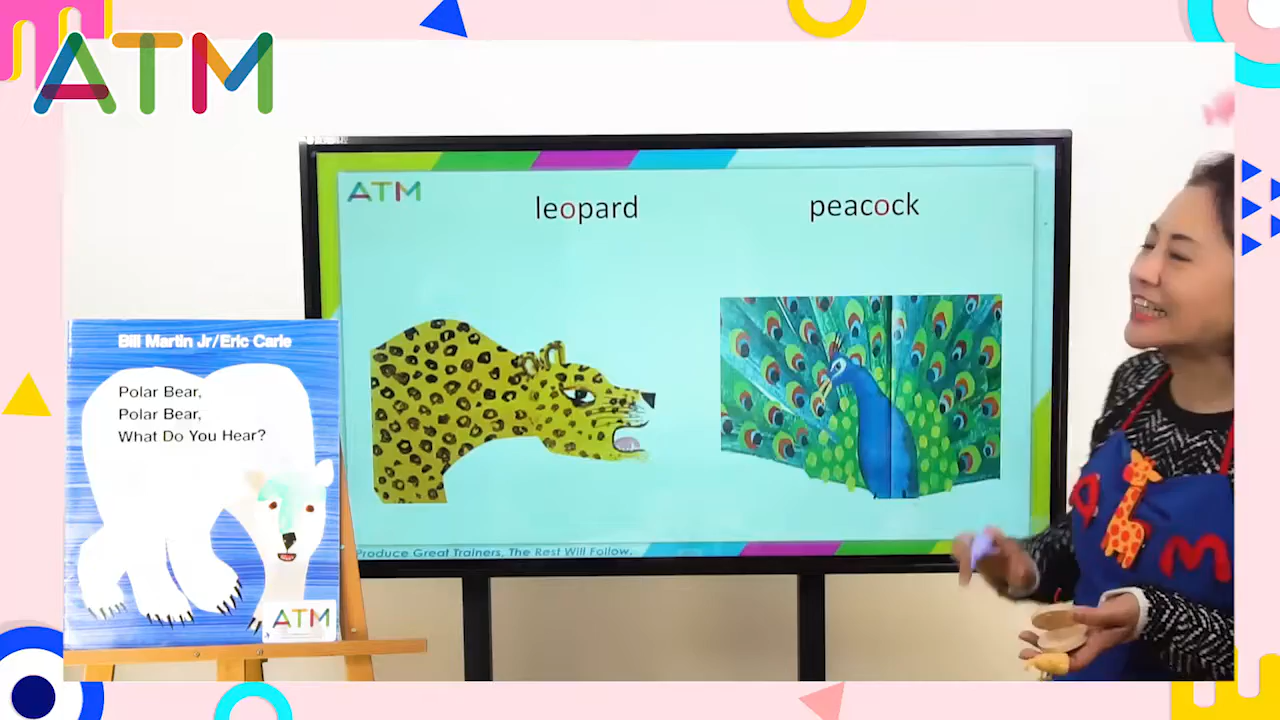 ATM
ATM
leopard
peacock
Bill Martin Jr/Eric Carle
Polar Bear,
Polar Bear,
What Do You Hear?
ATM
A
M
Produce Great Trainers, The Rest Will Follow.